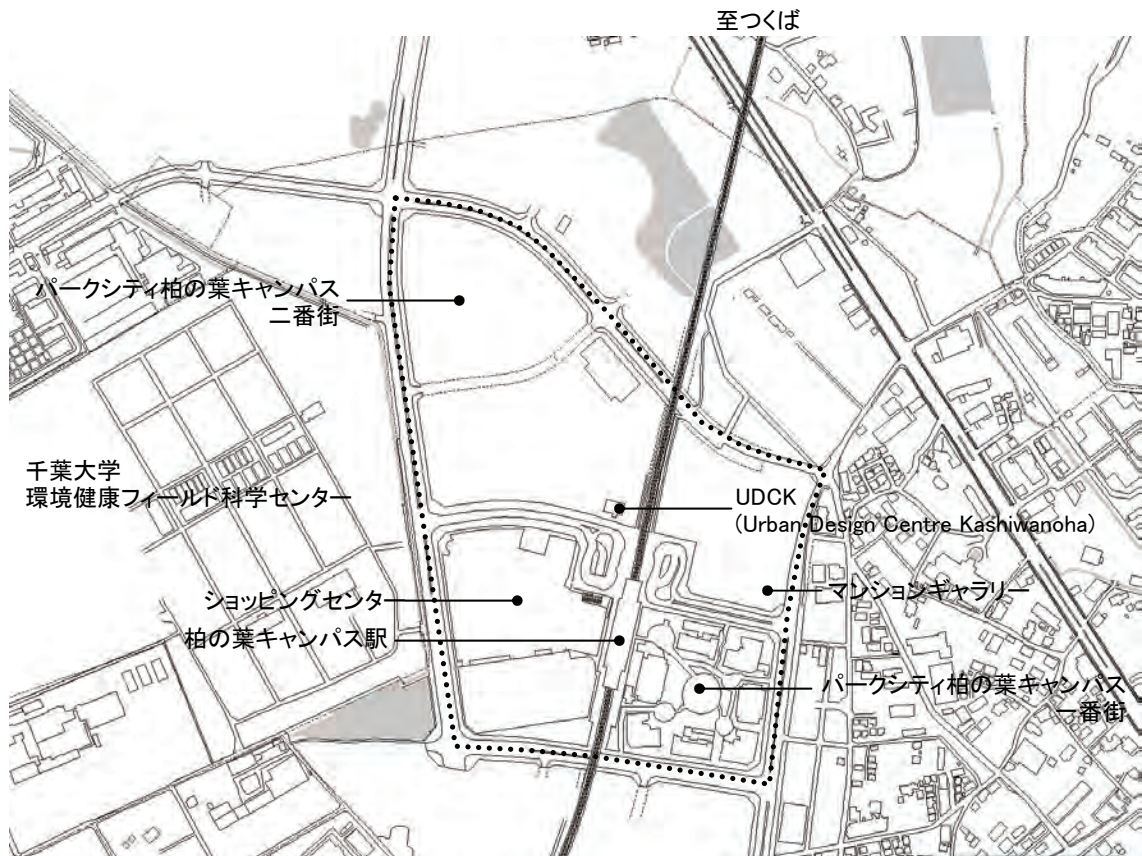 至つくば
パークシティ柏の葉キャンパス
二番街
千葉大学
環境健康フィールド科学センター
UDCK
(Urban Design Centre Kashiwanoha)
ショッピングセンタ
マンションギャラリー
柏の葉キャンパス駅
パークシティ柏の葉キャンパス
一番街